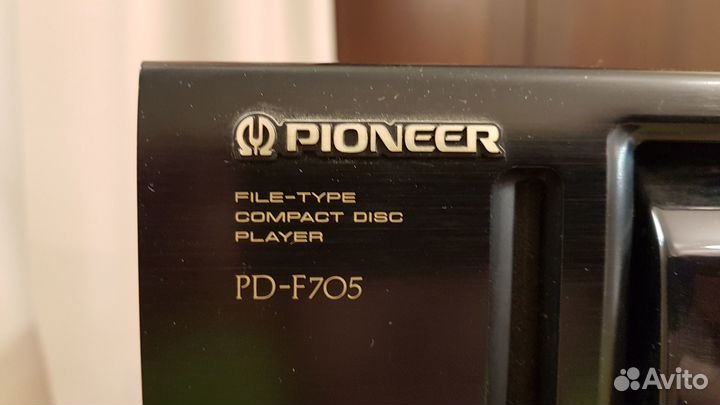 PIONEER
FILE-TYPE
COMPACT DISC
PLAYER
PD-F705
Avito